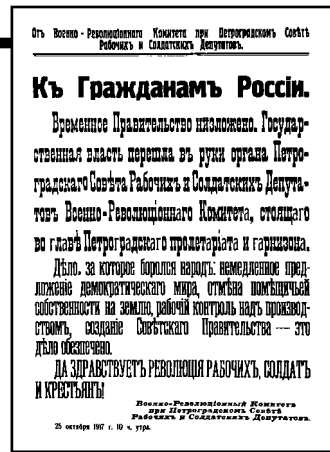 Отъ Военно - Революціоннаго Комитета при Петроградскомъ Совѣтѣ
Рабочихъ и Солдатскихъ Депутатовъ.
Къ Гражданамъ Россіи.
Временное Правительство низложено. Государ-
ственная власть перешла въ руки органа Петро-
градскаго Совѣта Рабочихъ и Солдатскихъ Депута-
товъ Военно-Революціоннаго Комитета, стоящаго
во главѣ Петроградскаго пролетаріата и гарнизона.
Дѣло, за которое боролся народъ: немедленное пред-
ложеніе демократическаго мира, отмѣна помѣщичьей
собственности на землю, рабочій контроль надъ производ-
ствомъ, созданіе Совѣтскаго Правительства — это
дѣло обезпечено.
ДА ЗДРАВСТВУЕТЪ РЕВОЛЮЦІЯ РАБОЧИХЪ, СОЛДАТЪ
И КРЕСТЬЯНЪ!
Военно-Революціонный Комитетъ
при Петроградскомъ Совѣтѣ
Рабочихъ и Солдатскихъ Депутатовъ.
25 октября 1917 г. 10 ч. утра.